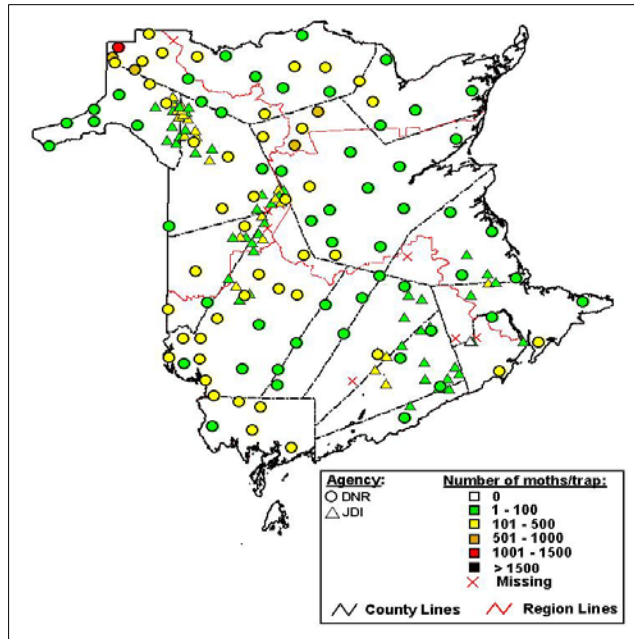 Agency: Number of moths/trap:
DNR 0
JDI 1 - 100
101 - 500
501 - 1000
1001 - 1500
> 1500
Missing
County Lines Region Lines